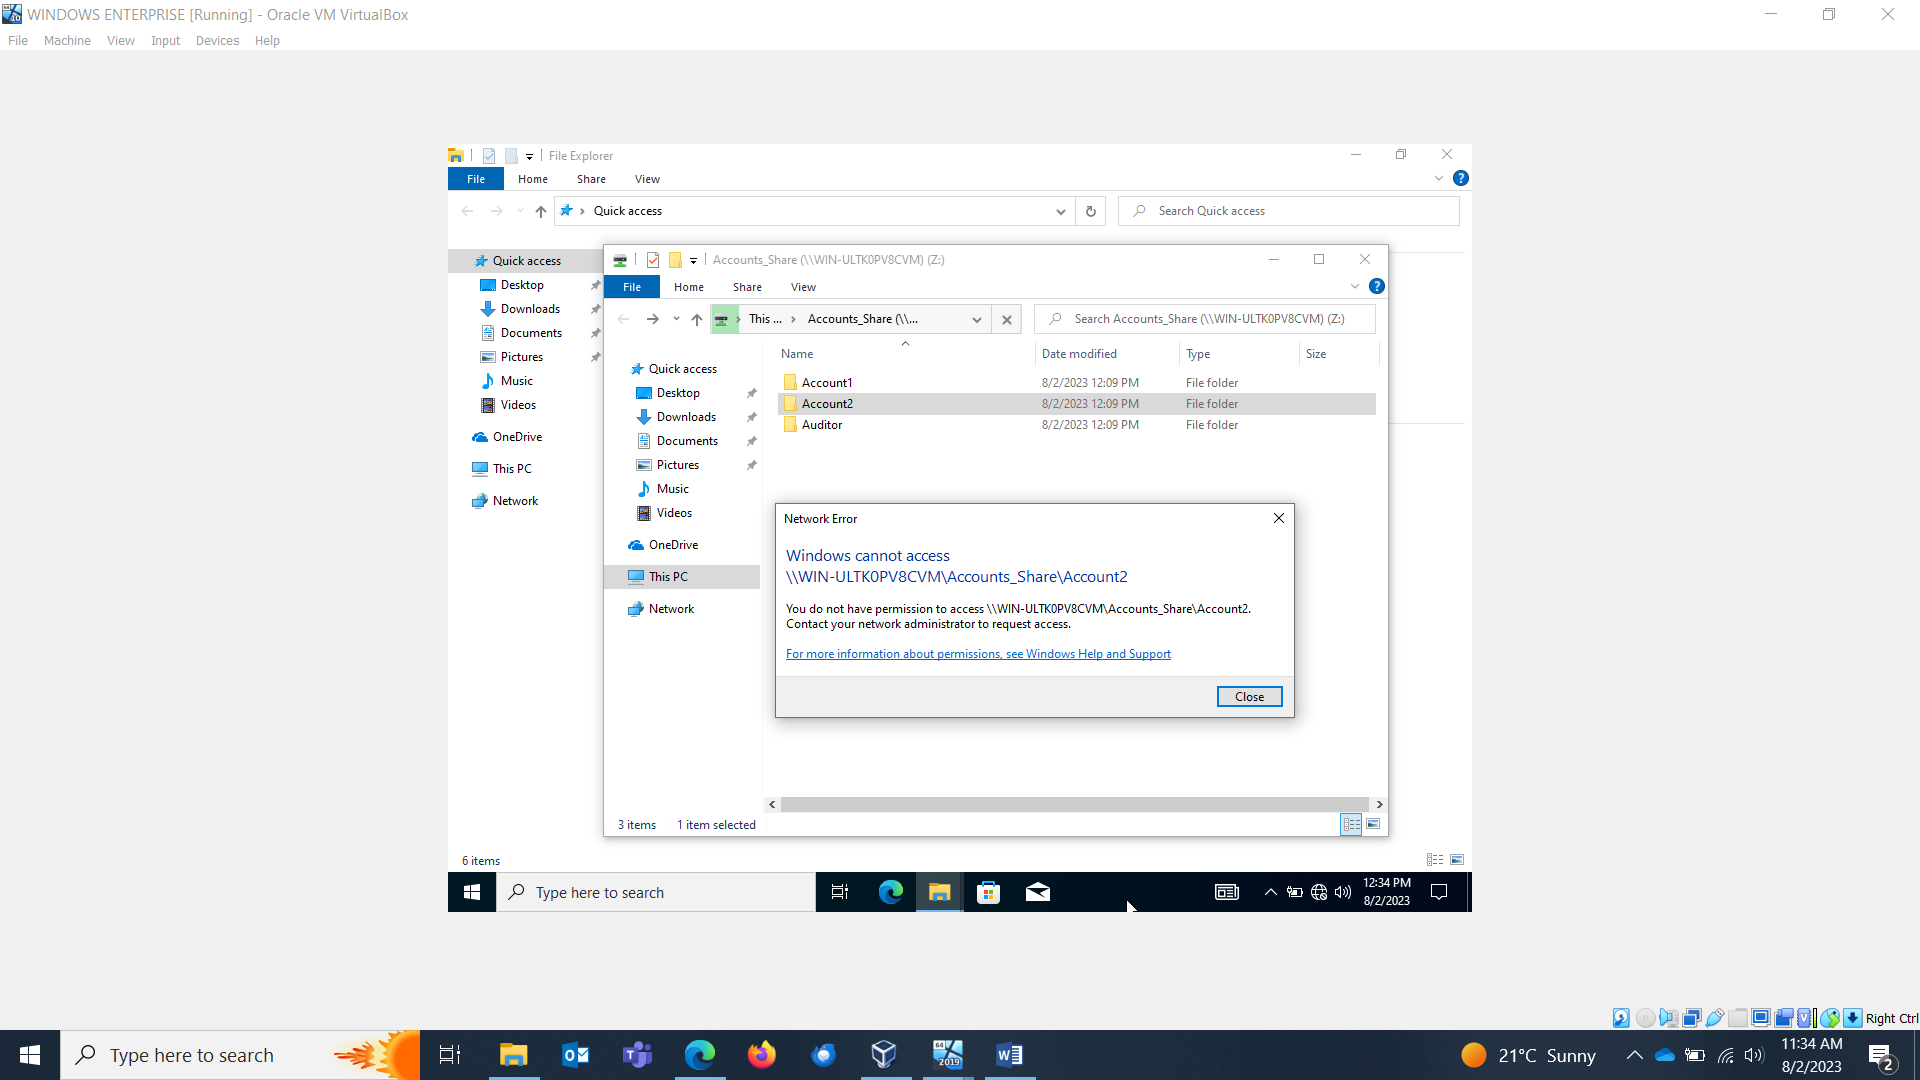 WINDOWS ENTERPRISE [Running] - Oracle VM VirtualBox
File Machine View Input Devices Help
File Explorer
File Home Share View
Quick access
Search Quick access
Quick access
Desktop
Downloads
Documents
Pictures
Music
Videos
OneDrive
This PC
Network
6 items
Accounts_Share (\\WIN-ULTK0PV8CVM) (Z:)
File Home Share View
This ... Accounts_Share (\\...
Search Accounts_Share (\\WIN-ULTK0PV8CVM) (Z:)
Quick access
Desktop
Downloads
Documents
Pictures
Music
Videos
OneDrive
This PC
Network
Name Date modified Type Size
Account1 8/2/2023 12:09 PM File folder
Account2 8/2/2023 12:09 PM File folder
Auditor 8/2/2023 12:09 PM File folder
Network Error
Windows cannot access
\\WIN-ULTK0PV8CVM\Accounts_Share\Account2
You do not have permission to access \\WIN-ULTK0PV8CVM\Accounts_Share\Account2.
Contact your network administrator to request access.
For more information about permissions, see Windows Help and Support
Close
3 items 1 item selected
Type here to search
12:34 PM
8/2/2023
Right Ctrl
Type here to search
64
2019
21°C Sunny
11:34 AM
8/2/2023
2